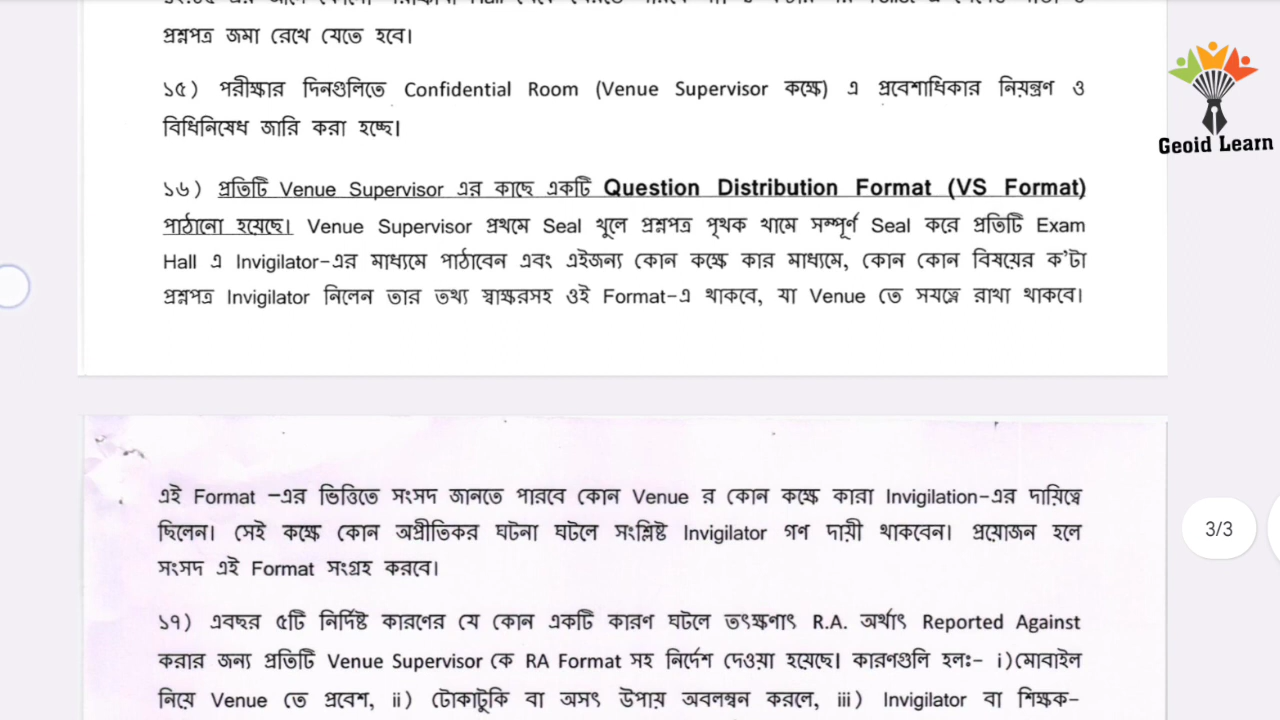 প্রশ্নপত্র জমা রেখে যেতে হবে।
১৫) পরীক্ষার দিনগুলিতে Confidential Room (Venue Supervisor কক্ষে) এ প্রবেশাধিকার নিয়ন্ত্রণ ও
বিধিনিষেধ জারি করা হচ্ছে।
১৬) প্রতিটি Venue Supervisor এর কাছে একটি Question Distribution Format (VS Format)
পাঠানো হয়েছে। Venue Supervisor প্রথমে Seal খুলে প্রশ্নপত্র পৃথক খামে সম্পূর্ণ Seal করে প্রতিটি Exam
Hall এ Invigilator-এর মাধ্যমে পাঠাবেন এবং এইজন্য কোন কক্ষে কার মাধ্যমে, কোন কোন বিষয়ের ক'টা
প্রশ্নপত্র Invigilator নিলেন তার তথ্য স্বাক্ষরসহ ওই Format-এ থাকবে, যা Venue তে সযত্নে রাখা থাকবে।
এই Format -এর ভিত্তিতে সংসদ জানতে পারবে কোন Venue র কোন কক্ষে কারা Invigilation-এর দায়িত্বে
ছিলেন। সেই কক্ষে কোন অপ্রীতিকর ঘটনা ঘটলে সংশ্লিষ্ট Invigilator গণ দায়ী থাকবেন। প্রয়োজন হলে
সংসদ এই Format সংগ্রহ করবে।
১৭) এবছর ৫টি নির্দিষ্ট কারণের যে কোন একটি কারণ ঘটলে তৎক্ষণাৎ R.A. অর্থাৎ Reported Against
করার জন্য প্রতিটি Venue Supervisor কে RA Format সহ নির্দেশ দেওয়া হয়েছে। কারণগুলি হলঃ- i)মোবাইল
নিয়ে Venue তে প্রবেশ, ii) টোকাটুকি বা অসৎ উপায় অবলম্বন করলে, iii) Invigilator বা শিক্ষক-
Geoid Learn
3/3